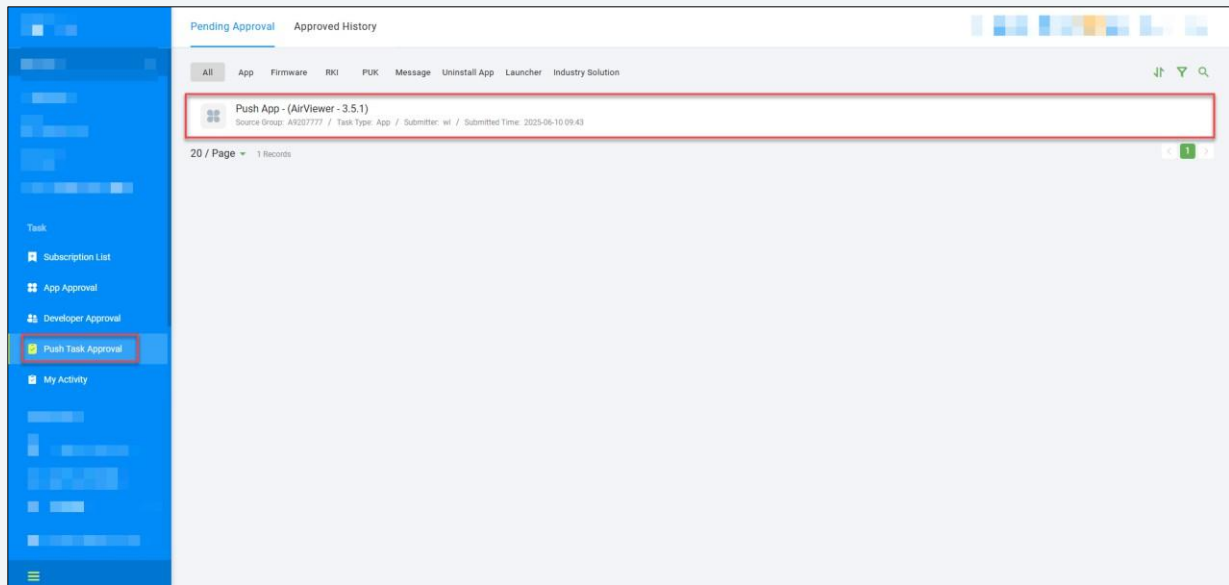 Pending Approval Approved History
All App Firmware RKI PUK Message Uninstall App Launcher Industry Solution
Push App - (AirViewer - 3.5.1)
Source Group: A9207777 / Task Type: App / Submitter: wl / Submitted Time: 2025-06-10 09:43
20 / Page 1 Records
< 1 >
Task
Subscription List
App Approval
Developer Approval
Push Task Approval
My Activity